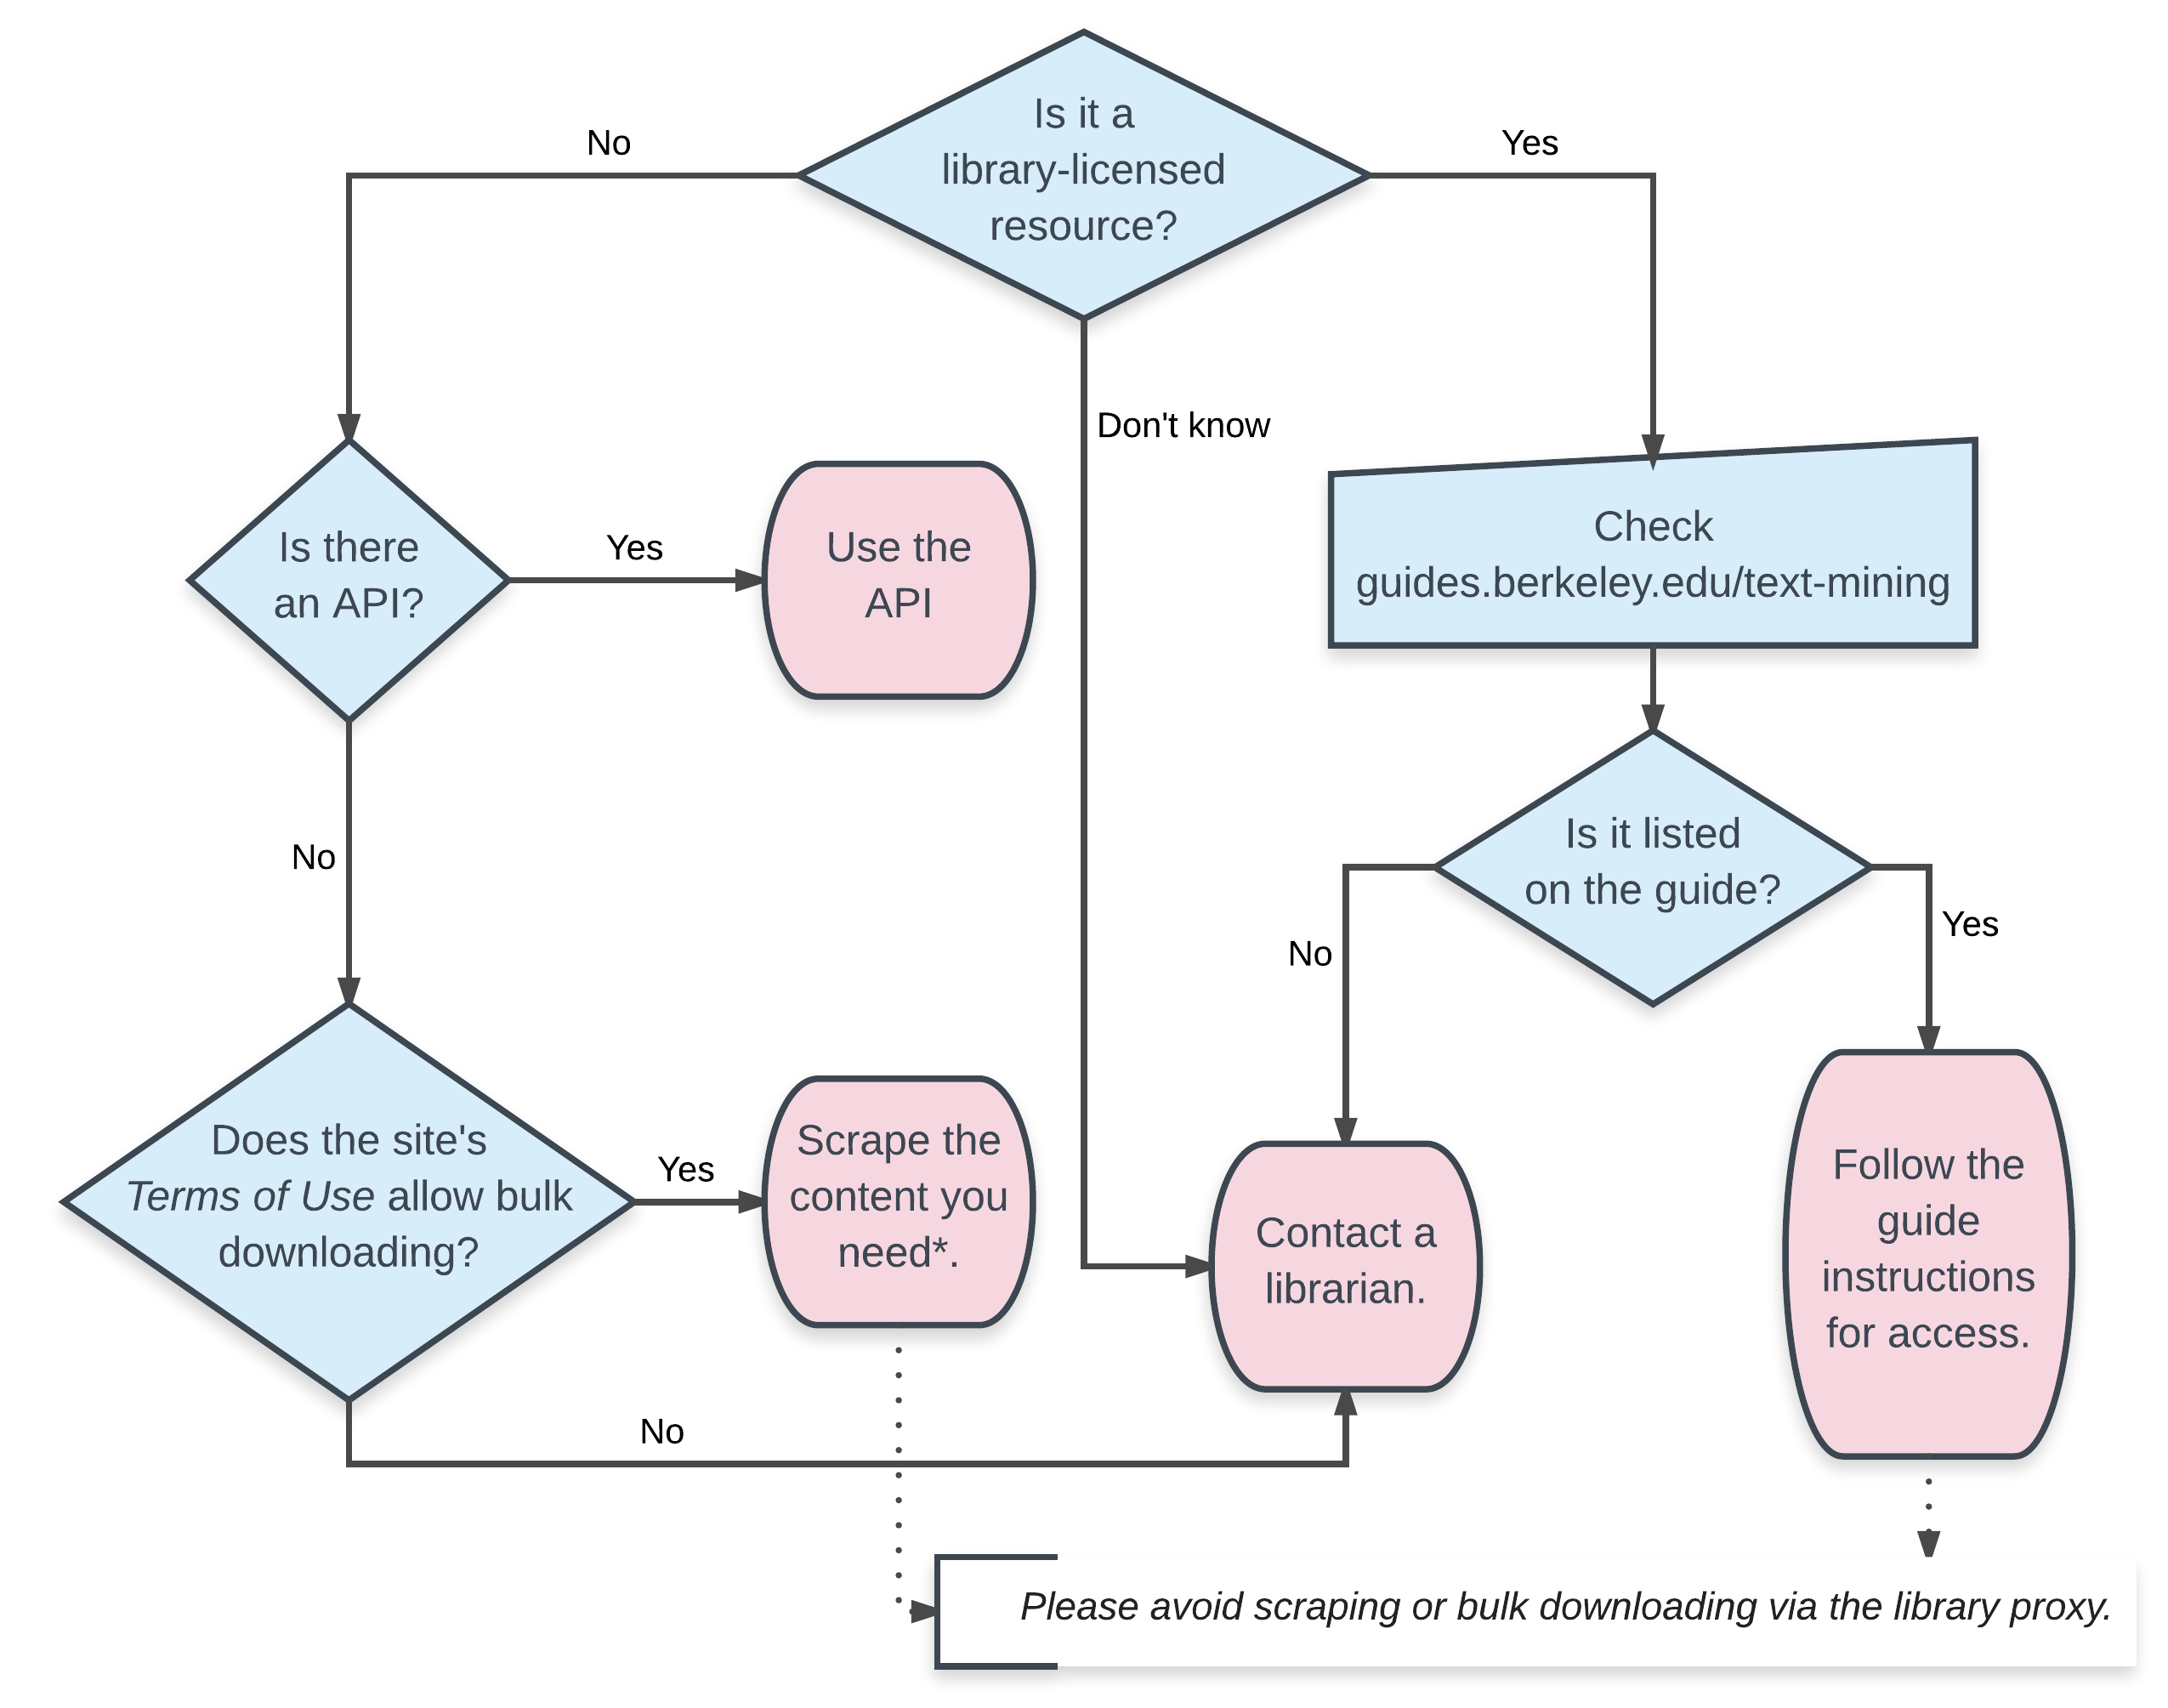 Is it a
library-licensed
resource?
No
Yes
Don't know
Is there
an API?
Yes
Use the
API
Check
guides.berkeley.edu/text-mining
No
Is it listed
on the guide?
No
Yes
Does the site's
Terms of Use allow bulk
downloading?
Yes
Scrape the
content you
need*.
Contact a
librarian.
Follow the
guide
instructions
for access.
No
Please avoid scraping or bulk downloading via the library proxy.